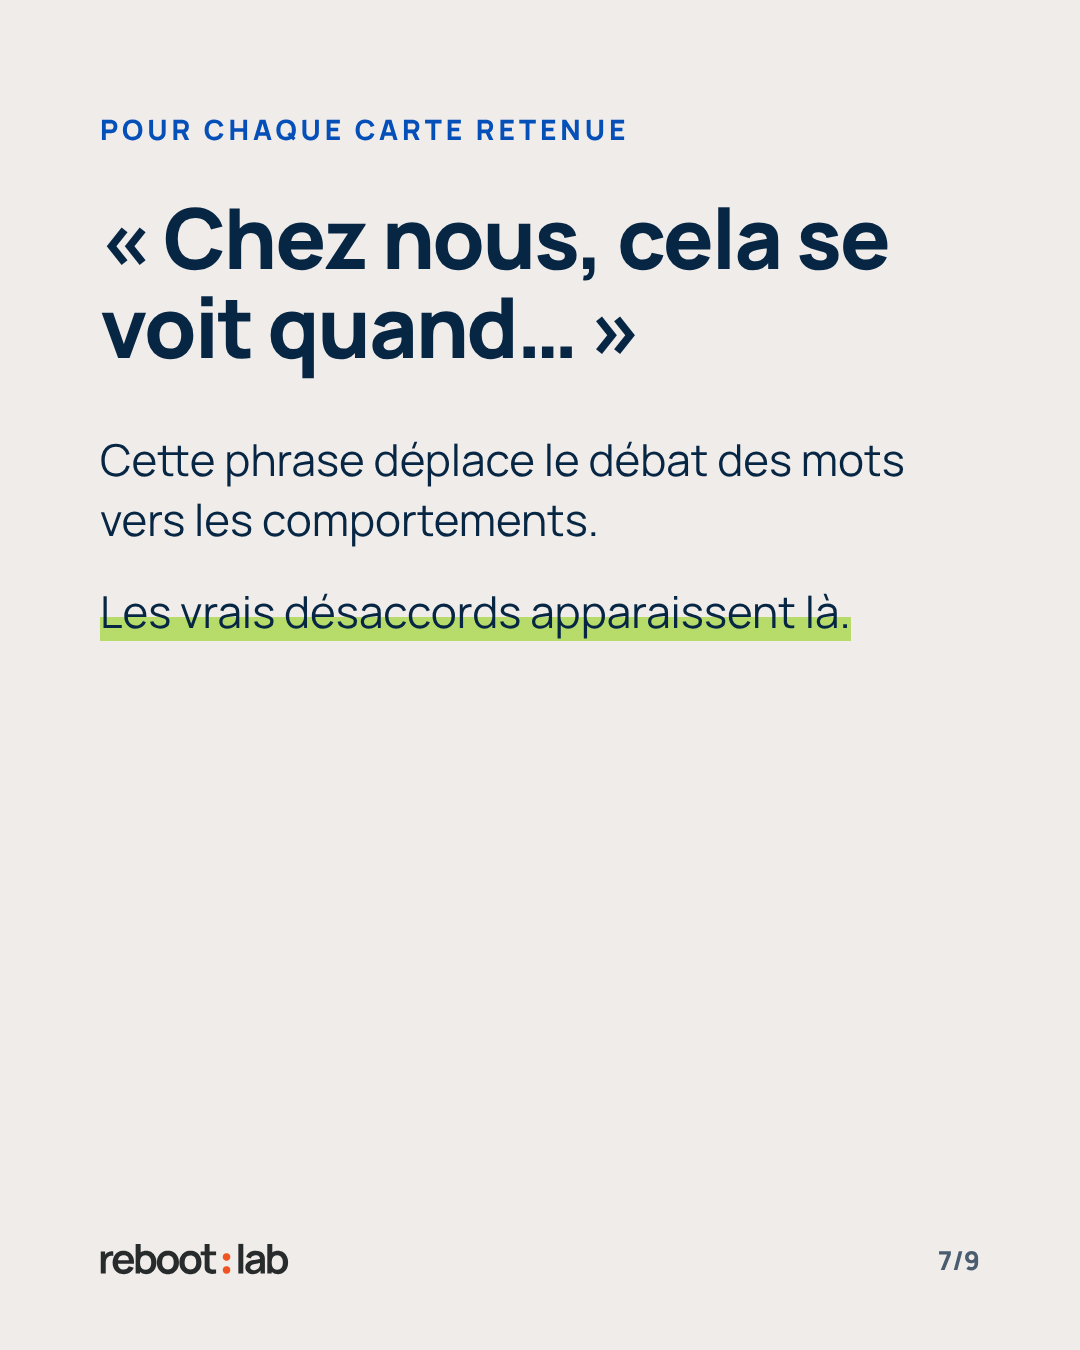 POUR CHAQUE CARTE RETENUE
« Chez nous, cela se
voit quand... »
Cette phrase déplace le débat des mots
vers les comportements.
Les vrais désaccords apparaissent là.
reboot:lab
7/9